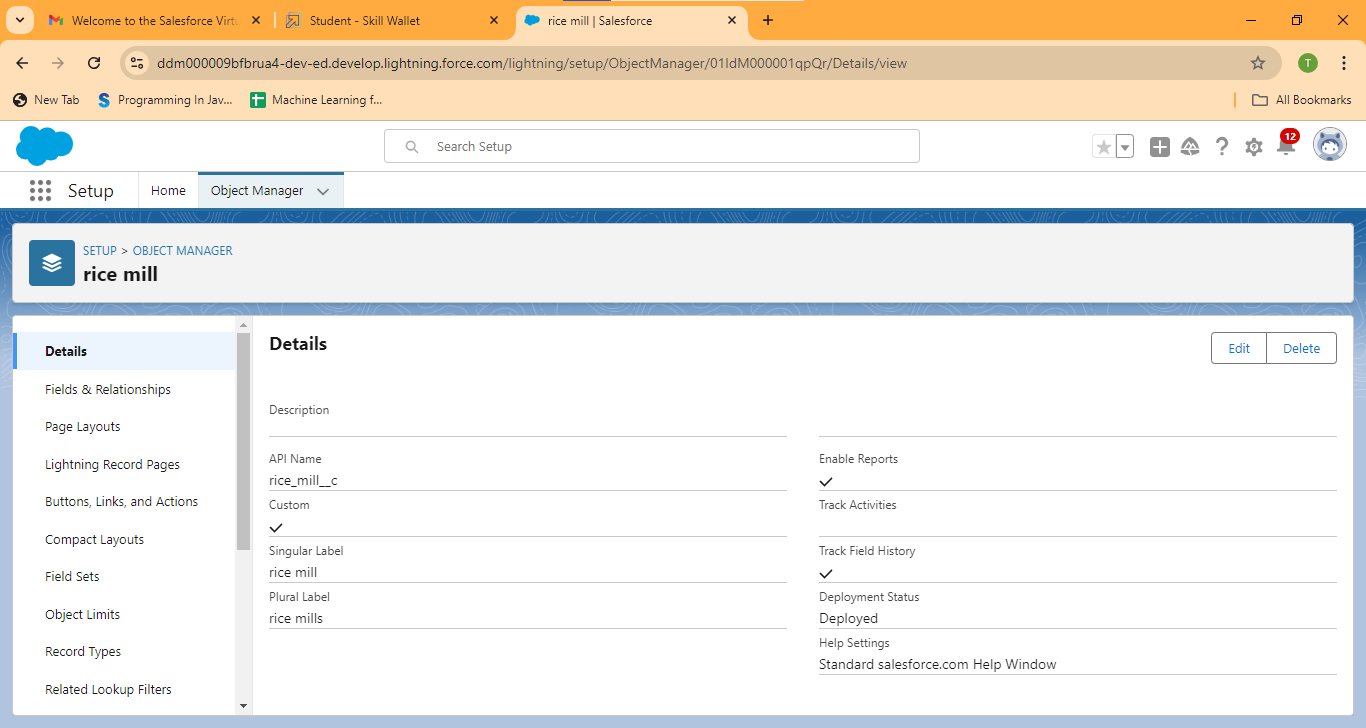 Welcome to the Salesforce Virtu
Student - Skill Wallet
rice mill | Salesforce
ddm000009bfbrua4-dev-ed.develop.lightning.force.com/lightning/setup/ObjectManager/01IdM000001qpQr/Details/view
T
New Tab
Programming In Jav...
Machine Learning f...
All Bookmarks
Search Setup
12
Setup
Home
Object Manager
SETUP > OBJECT MANAGER
rice mill
Details
Fields & Relationships
Page Layouts
Lightning Record Pages
Buttons, Links, and Actions
Compact Layouts
Field Sets
Object Limits
Record Types
Related Lookup Filters
Details
Edit
Delete
Description
API Name
rice_mill__c
Custom
Singular Label
rice mill
Plural Label
rice mills
Enable Reports
Track Activities
Track Field History
Deployment Status
Deployed
Help Settings
Standard salesforce.com Help Window